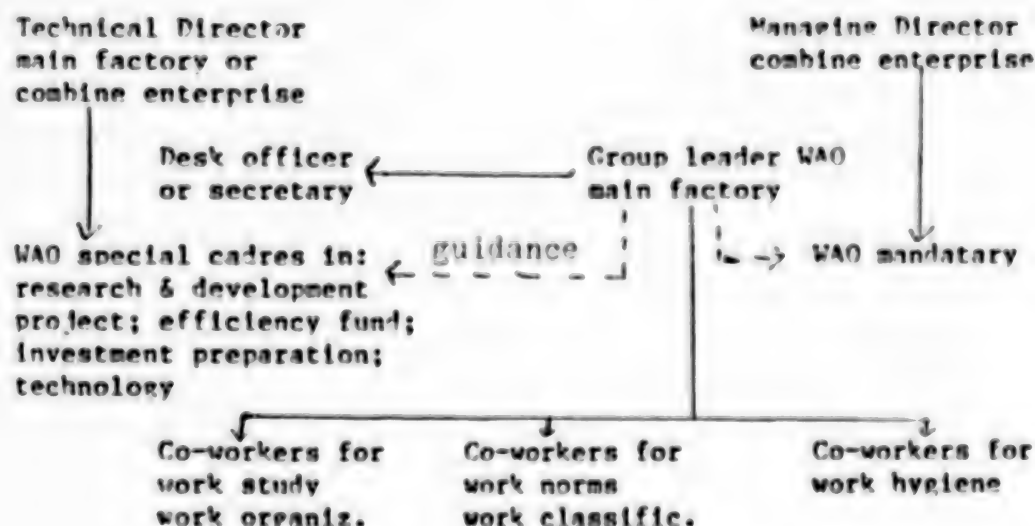 Technical Director
main factory or
combine enterprise
Managing Director
combine enterprise
Desk officer
or secretary
Group leader WAO
main factory
WAO special cadres in:
research & development
project; efficiency fund;
investment preparation;
technology
guidance
WAO mandatary
Co-workers for
work study
work organiz.
Co-workers for
work norms
work classific.
Co-workers for
work hygiene